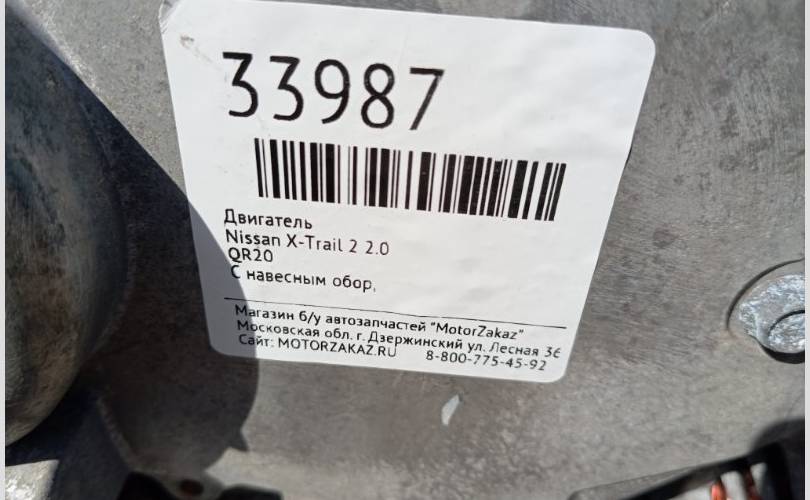 33987
Двигатель
Nissan X-Trail 2 2.0
QR20
С навесным обор,
Магазин б/у автозапчастей "MotorZakaz"
Московская обл. г. Дзержинский ул. Лесная 36
Сайт: MOTORZAKAZ.RU 8-800-775-45-92